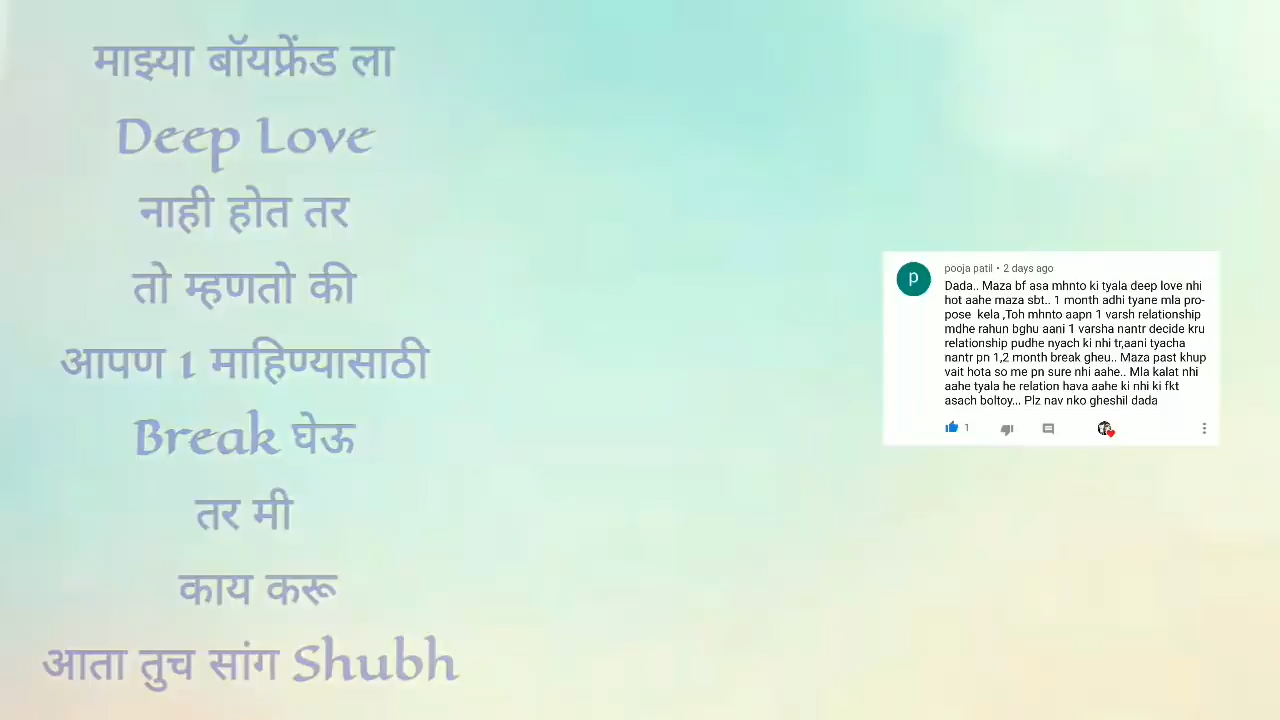 माझ्या बॉयफ्रेंड ला
Deep Love
नाही होत तर
तो म्हणतो की
आपण 1 माहिण्यासाठी
Break घेऊ
तर मी
काय करू
आता तुच सांग Shubh
p
pooja patil • 2 days ago
Dada.. Maza bf asa mhnto ki tyala deep love nhi
hot aahe maza sbt.. 1 month adhi tyane mla pro-
pose kela ,Toh mhnto aapn 1 varsh relationship
mdhe rahun bghu aani 1 varsha nantr decide kru
relationship pudhe nyach ki nhi tr,aani tyacha
nantr pn 1,2 month break gheu.. Maza past khup
vait hota so me pn sure nhi aahe.. Mla kalat nhi
aahe tyala he relation hava aahe ki nhi ki fkt
asach boltoy... Plz nav nko gheshil dada
1